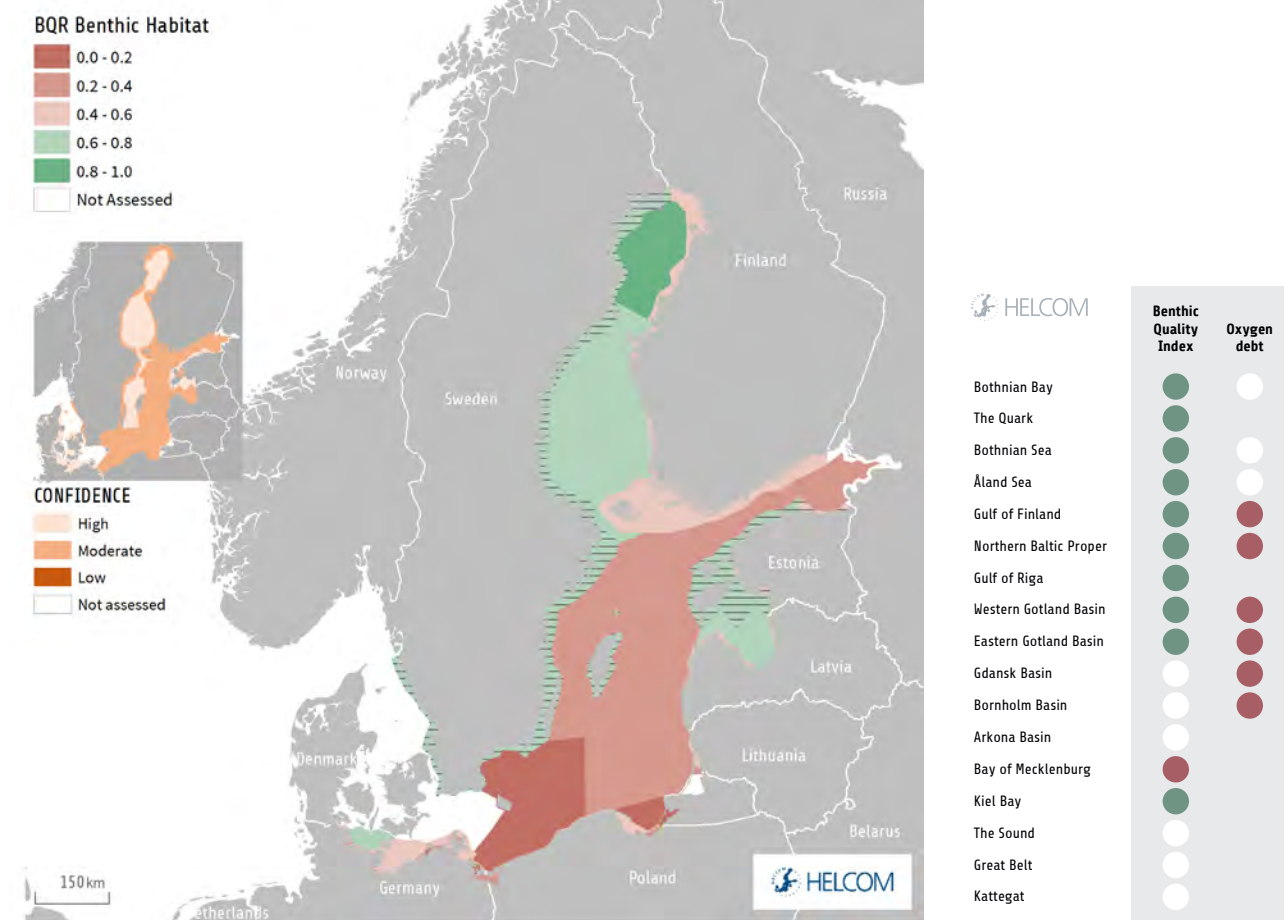 BQR Benthic Habitat
0.0 - 0.2
0.2 - 0.4
0.4 - 0.6
0.6 - 0.8
0.8 - 1.0
Not Assessed
CONFIDENCE
High
Moderate
Low
Not assessed
150km
Russia
Finland
Norway
Sweden
Estonia
Latvia
Denmark
Lithuania
Belarus
Germany
Poland
etherlands
HELCOM
HELCOM
Benthic
Quality
Index
Oxygen
debt
Bothnian Bay
The Quark
Bothnian Sea
Åland Sea
Gulf of Finland
Northern Baltic Proper
Gulf of Riga
Western Gotland Basin
Eastern Gotland Basin
Gdansk Basin
Bornholm Basin
Arkona Basin
Bay of Mecklenburg
Kiel Bay
The Sound
Great Belt
Kattegat